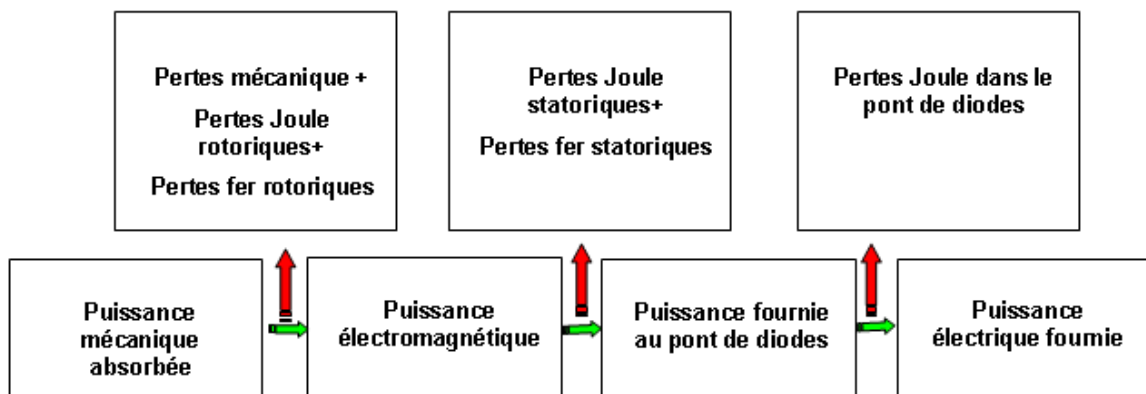 Pertes mécanique +
Pertes Joule
rotoriques+
Pertes fer rotoriques
Pertes Joule
statoriques+
Pertes fer statoriques
Pertes Joule dans le
pont de diodes
Puissance
mécanique
absorbée
Puissance
électromagnétique
Puissance fournie
au pont de diodes
Puissance
électrique fournie